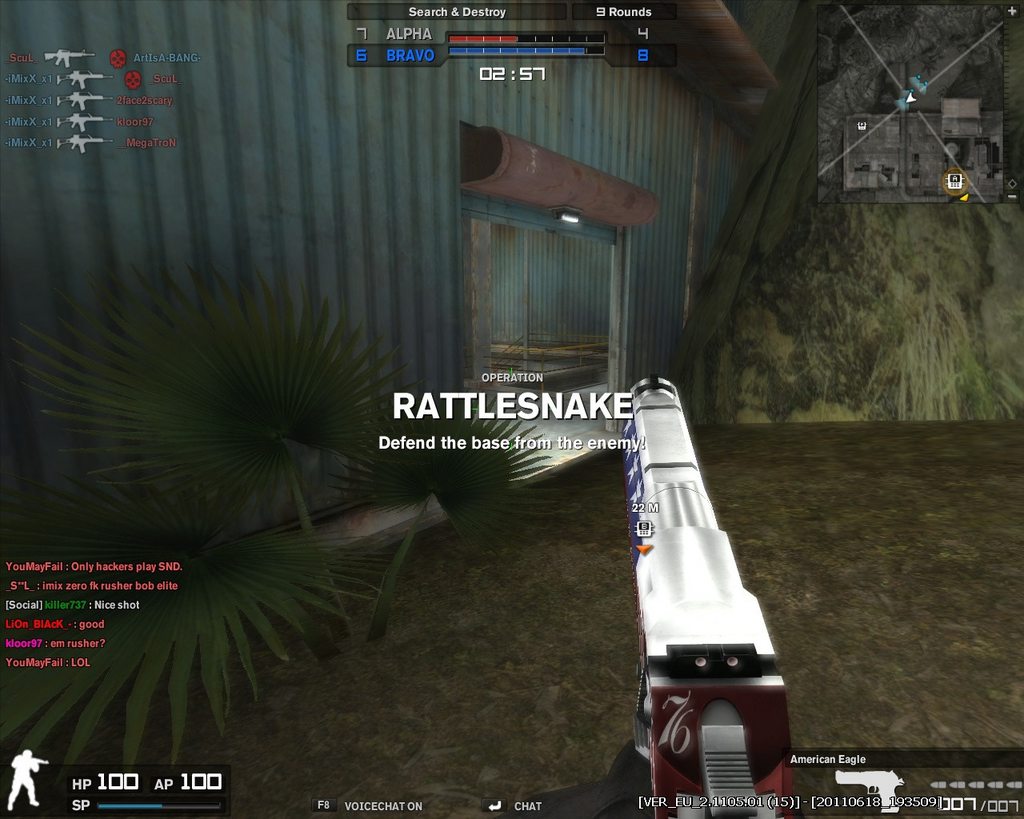 Search & Destroy 9 Rounds
7 ALPHA 4
6 BRAVO 8
02:57
_ScuL_ ArtIsA-BANG-
-iMixX_x1 _ScuL_
-iMixX_x1 2face2scary
-iMixX_x1 kloor97
-iMixX_x1 __MegaTroN
A
OPERATION
RATTLESNAKE
Defend the base from the enemy!
22 M
B
YouMayFail : Only hackers play SND.
_S**L_ : imix zero fk rusher bob elite
[Social] killer737 : Nice shot
LiOn_BlAcK_- : good
kloor97 : em rusher?
YouMayFail : LOL
76
American Eagle
HP 100 AP 100
SP
F8 VOICECHAT ON CHAT
[VER_EU_2.1105.01 (15)] - [20110618_193509]
007/007